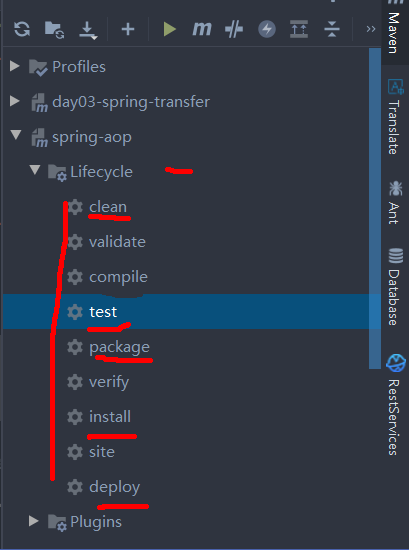 Profiles
day03-spring-transfer
spring-aop
Lifecycle
clean
validate
compile
test
package
verify
install
site
deploy
Plugins
Maven
Translate
Ant
Database
RestServices